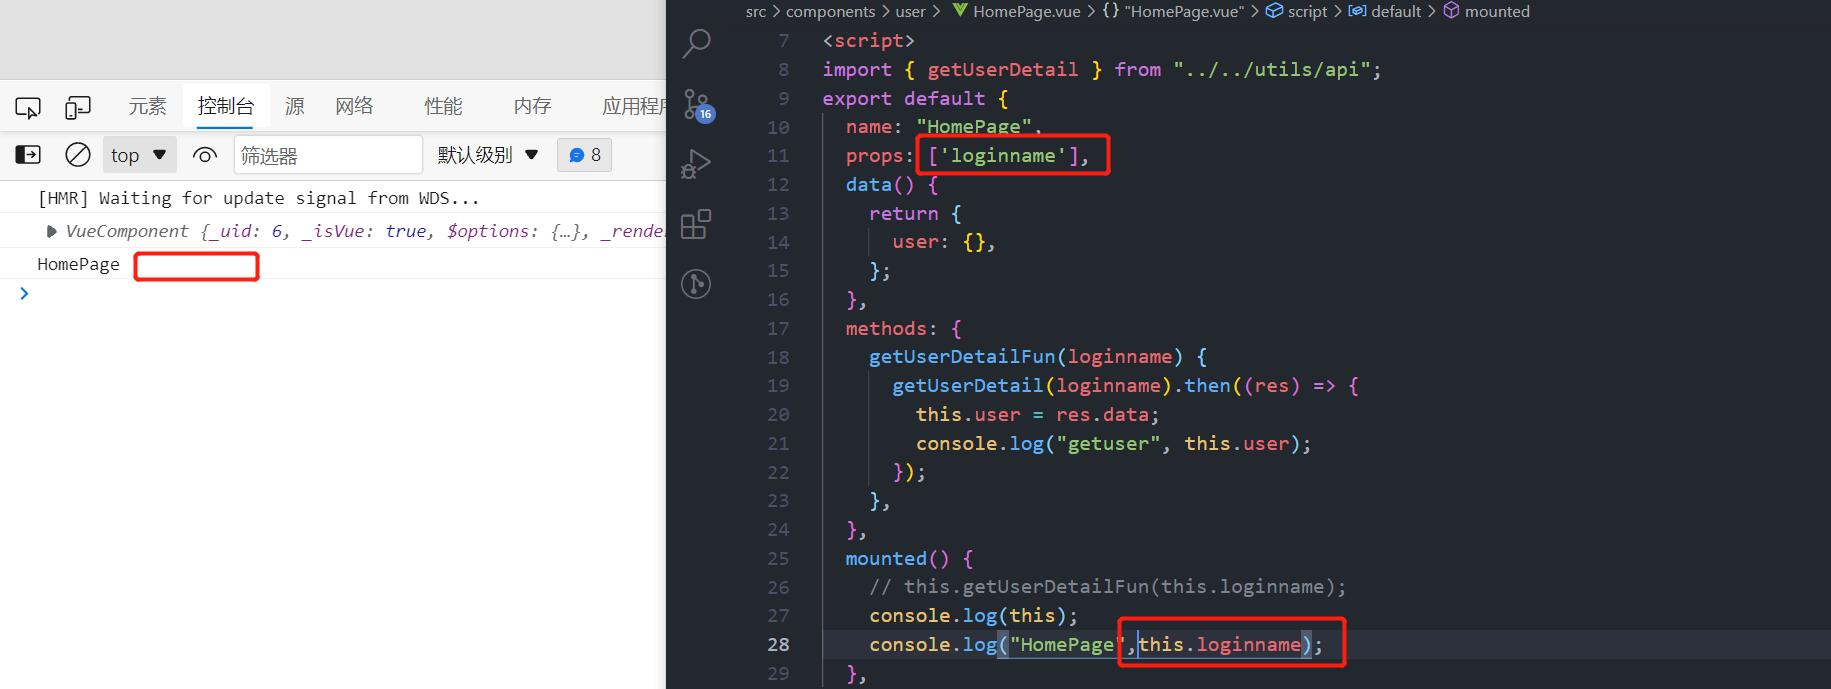 元素 控制台 源 网络 性能 内存 应用程序
top 筛选器 默认级别 8
[HMR] Waiting for update signal from WDS...
VueComponent {_uid: 6, _isVue: true, $options: {…}, _render
HomePage
src > components > user > HomePage.vue > {} "HomePage.vue" > script > default > mounted
16
7 <script>
8 import { getUserDetail } from "../../utils/api";
9 export default {
10 name: "HomePage",
11 props: ['loginname'],
12 data() {
13 return {
14 user: {},
15 };
16 },
17 methods: {
18 getUserDetailFun(loginname) {
19 getUserDetail(loginname).then((res) => {
20 this.user = res.data;
21 console.log("getuser", this.user);
22 });
23 },
24 },
25 mounted() {
26 // this.getUserDetailFun(this.loginname);
27 console.log(this);
28 console.log("HomePage",this.loginname);
29 },